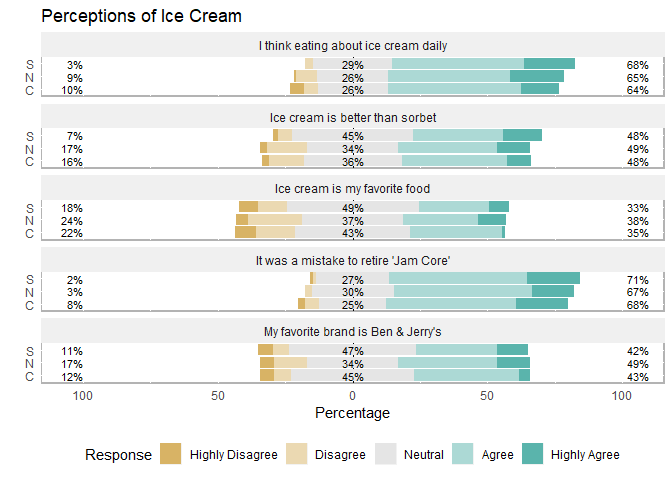 Perceptions of Ice Cream
I think eating about ice cream daily
S 3% 29% 68%
N 9% 26% 65%
C 10% 26% 64%
Ice cream is better than sorbet
S 7% 45% 48%
N 17% 34% 49%
C 16% 36% 48%
Ice cream is my favorite food
S 18% 49% 33%
N 24% 37% 38%
C 22% 43% 35%
It was a mistake to retire 'Jam Core'
S 2% 27% 71%
N 3% 30% 67%
C 8% 25% 68%
My favorite brand is Ben & Jerry's
S 11% 47% 42%
N 17% 34% 49%
C 12% 45% 43%
100 50 0 50 100
Percentage
Response Highly Disagree Disagree Neutral Agree Highly Agree